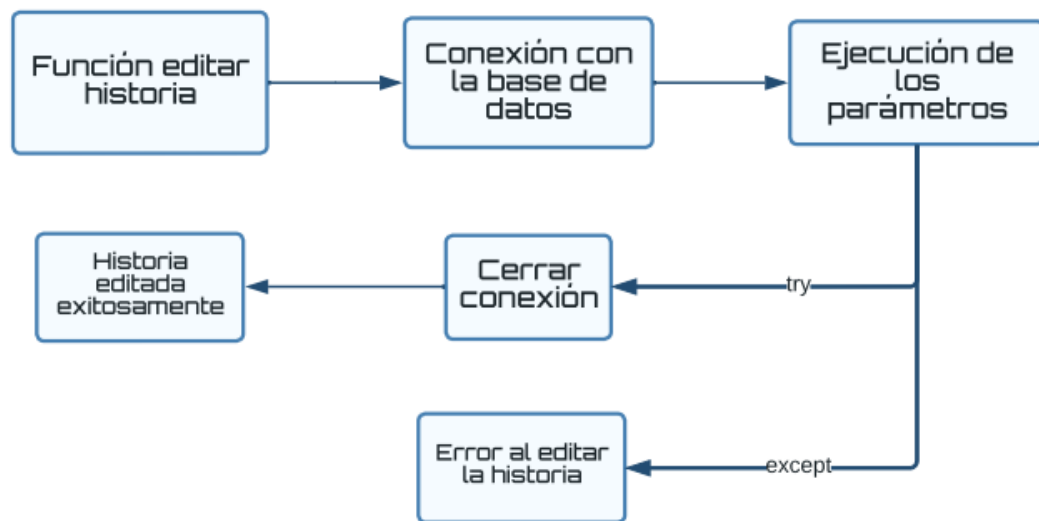 Función editar
historia
Conexión con
la base de
datos
Ejecución de
los
parámetros
Historia
editada
exitosamente
Cerrar
conexión
try
Error al editar
la historia
except